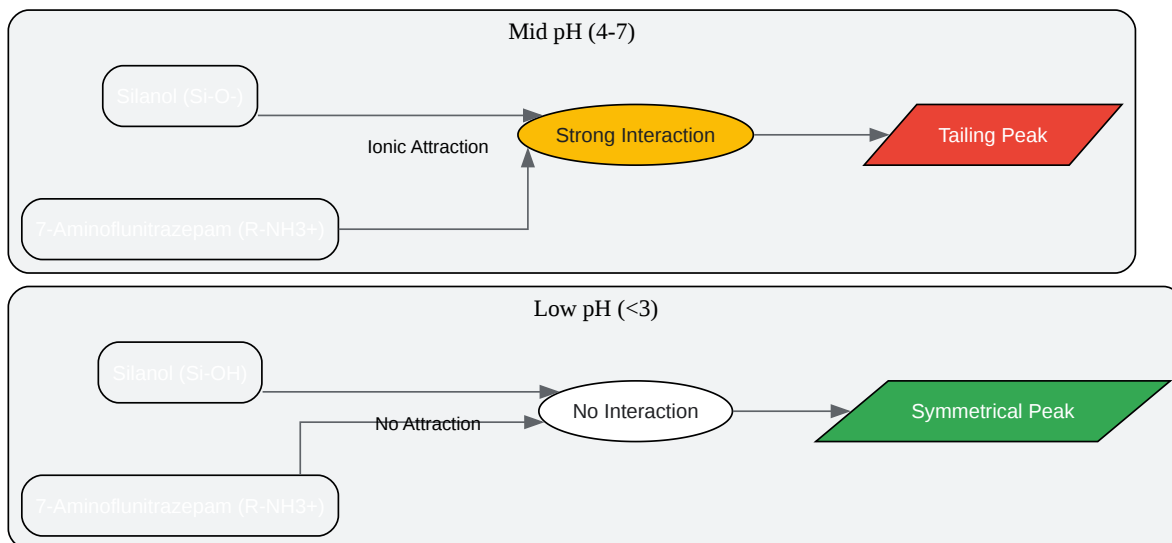 Mid pH (4-7)
Silanol (Si-O-)
Ionic Attraction
Strong Interaction
Tailing Peak
7-Aminoflunitrazepam (R-NH3+)
Low pH (<3)
Silanol (Si-OH)
No Attraction
No Interaction
Symmetrical Peak
7-Aminoflunitrazepam (R-NH3+)